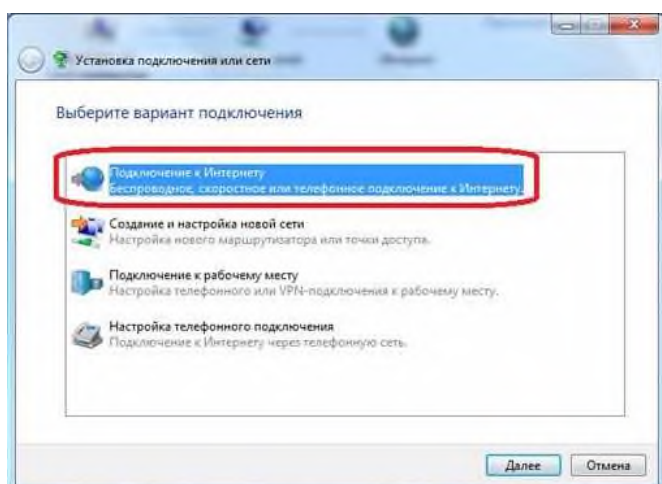 Установка подключения или сети
Выберите вариант подключения
Подключение к Интернету
Беспроводное, скоростное или телефонное подключение к Интернету.
Создание и настройка новой сети
Настройка нового маршрутизатора или точки доступа.
Подключение к рабочему месту
Настройка телефонного или VPN-подключения к рабочему месту.
Настройка телефонного подключения
Подключение к Интернету через телефонную сеть.
Далее
Отмена